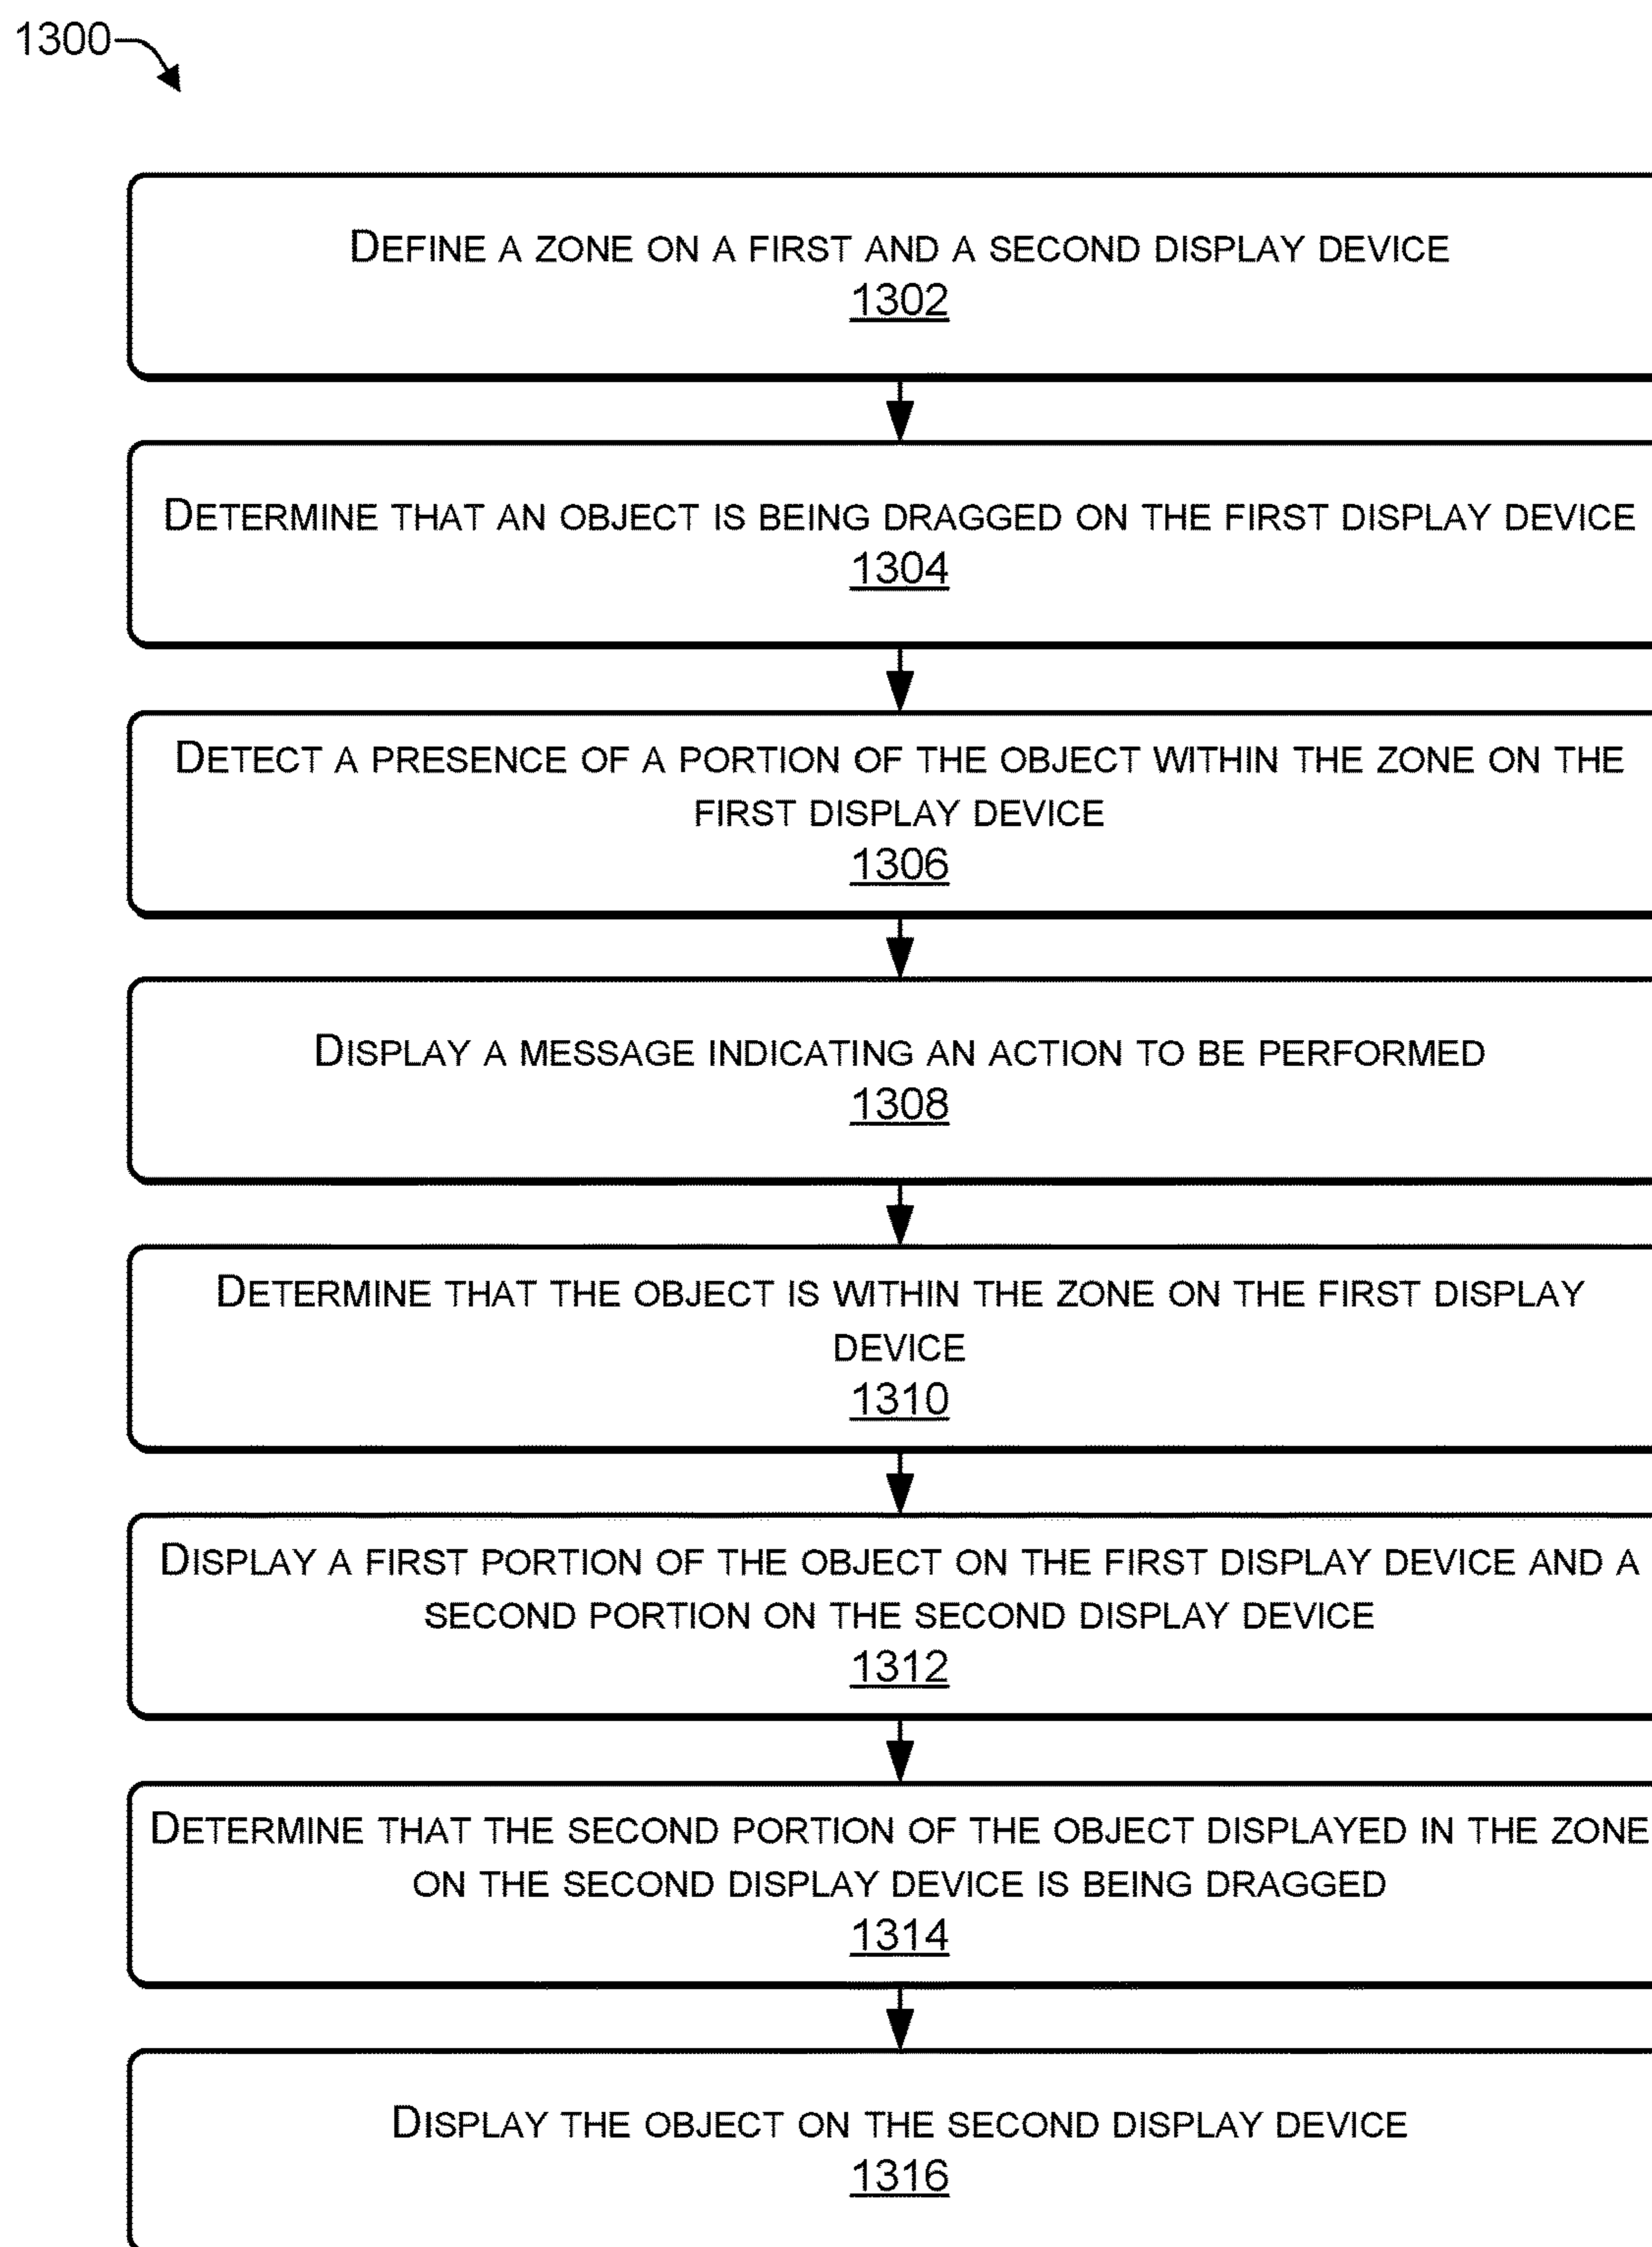 1300
DEFINE A ZONE ON A FIRST AND A SECOND DISPLAY DEVICE
1302
DETERMINE THAT AN OBJECT IS BEING DRAGGED ON THE FIRST DISPLAY DEVICE
1304
DETECT A PRESENCE OF A PORTION OF THE OBJECT WITHIN THE ZONE ON THE
FIRST DISPLAY DEVICE
1306
DISPLAY A MESSAGE INDICATING AN ACTION TO BE PERFORMED
1308
DETERMINE THAT THE OBJECT IS WITHIN THE ZONE ON THE FIRST DISPLAY
DEVICE
1310
DISPLAY A FIRST PORTION OF THE OBJECT ON THE FIRST DISPLAY DEVICE AND A
SECOND PORTION ON THE SECOND DISPLAY DEVICE
1312
DETERMINE THAT THE SECOND PORTION OF THE OBJECT DISPLAYED IN THE ZONE
ON THE SECOND DISPLAY DEVICE IS BEING DRAGGED
1314
DISPLAY THE OBJECT ON THE SECOND DISPLAY DEVICE
1316